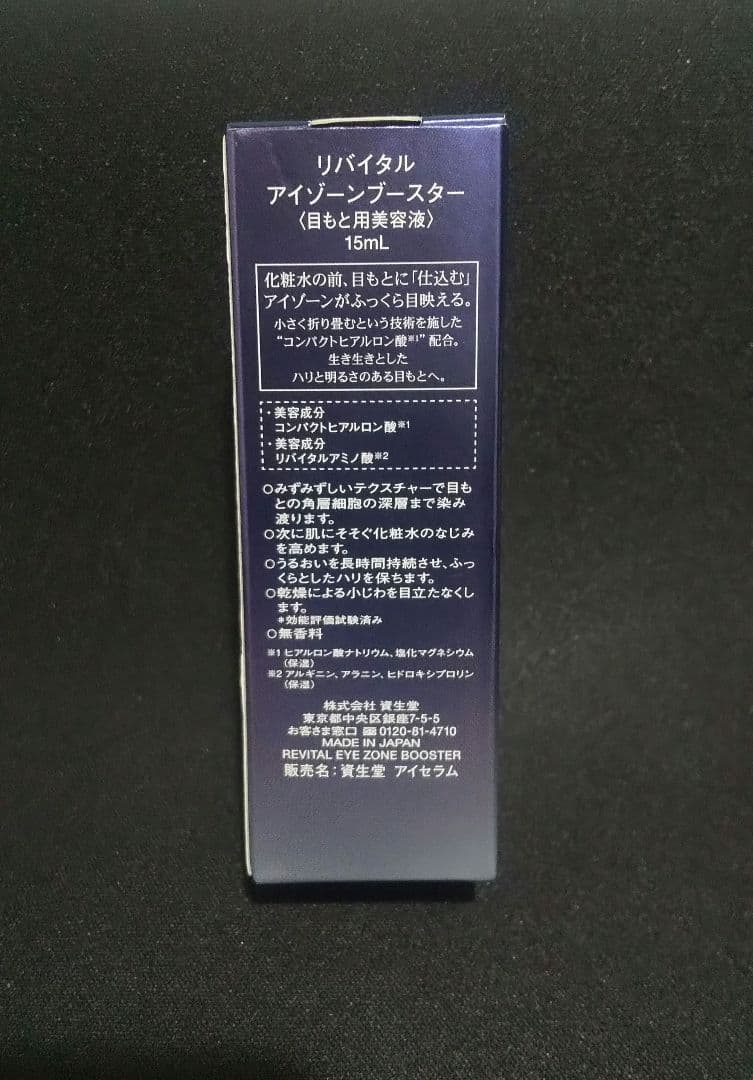 リバイタル
アイゾーンブースター
〈目もと用美容液〉
15mL
化粧水の前、目もとに「仕込む」
アイゾーンがふっくら目映える。
小さく折り畳むという技術を施した
“コンパクトヒアルロン酸※1”配合。
生き生きとした
ハリと明るさのある目もとへ。
・美容成分
コンパクトヒアルロン酸※1
・美容成分
リバイタルアミノ酸※2
○みずみずしいテクスチャーで目も
との角層細胞の深層まで染み
渡ります。
○次に肌にそそぐ化粧水のなじみ
を高めます。
○うるおいを長時間持続させ、ふっ
くらとしたハリを保ちます。
○乾燥による小じわを目立たなくし
ます。
*効能評価試験済み
○無香料
※1 ヒアルロン酸ナトリウム、塩化マグネシウム
(保湿)
※2 アルギニン、アラニン、ヒドロキシプロリン
(保湿)
株式会社 資生堂
東京都中央区銀座7-5-5
お客さま窓口 0120-81-4710
MADE IN JAPAN
REVITAL EYE ZONE BOOSTER
販売名:資生堂 アイセラム